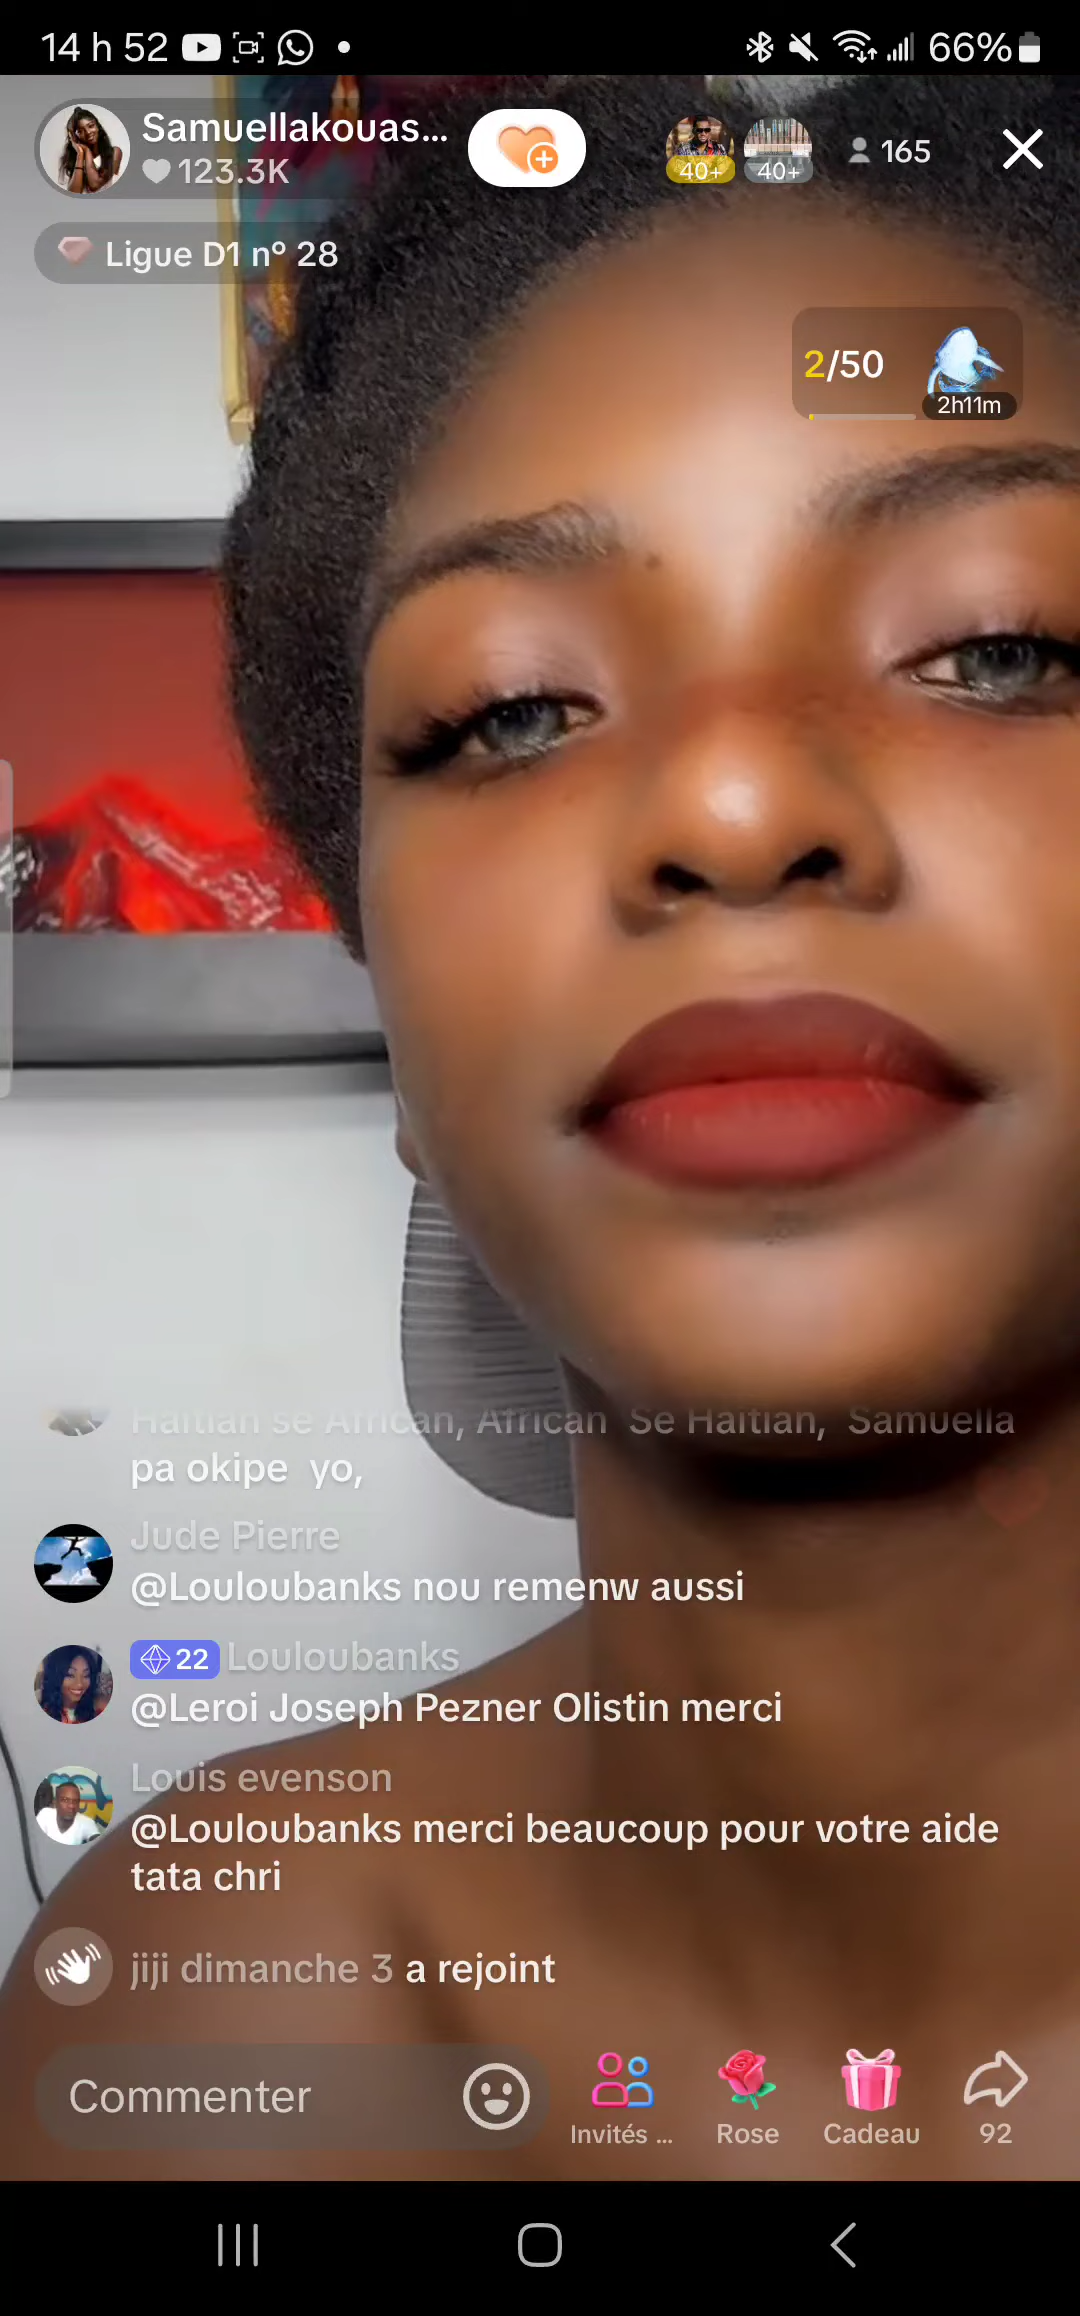 14 h 52
66%
Samuellakouas...
123.3K
40+
40+
165
Ligue D1 nº 28
2/50
2h11m
Haitian se African, African Se Haitian, Samuella
pa okipe yo,
Jude Pierre
@Louloubanks nou remenw aussi
22 Louloubanks
@Leroi Joseph Pezner Olistin merci
Louis evenson
@Louloubanks merci beaucoup pour votre aide
tata chri
jiji dimanche 3 a rejoint
Commenter
Invités ...
Rose
Cadeau
92